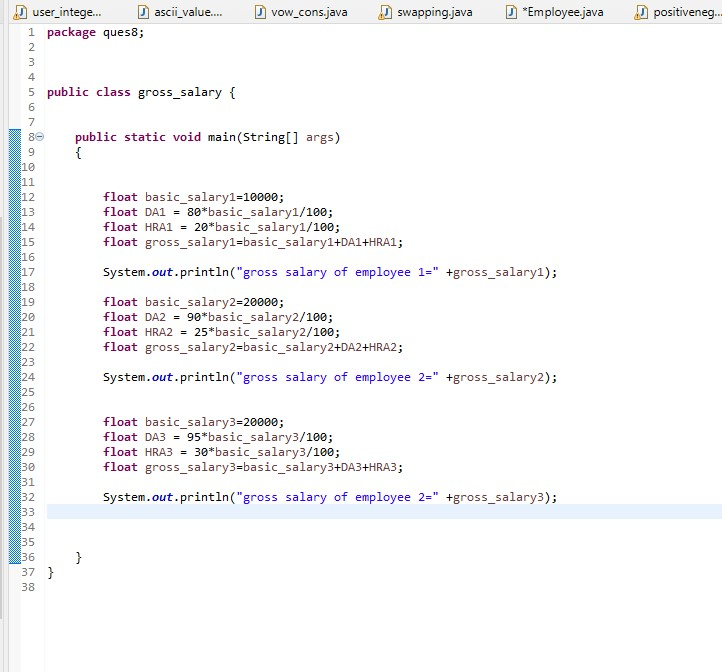 user_intege... ascii_value.... vow_cons.java swapping.java *Employee.java positiveneg...
1 package ques8;
2
3
4
5 public class gross_salary {
6
7
8 public static void main(String[] args)
9 {
10
11
12 float basic_salary1=10000;
13 float DA1 = 80*basic_salary1/100;
14 float HRA1 = 20*basic_salary1/100;
15 float gross_salary1=basic_salary1+DA1+HRA1;
16
17 System.out.println("gross salary of employee 1=" +gross_salary1);
18
19 float basic_salary2=20000;
20 float DA2 = 90*basic_salary2/100;
21 float HRA2 = 25*basic_salary2/100;
22 float gross_salary2=basic_salary2+DA2+HRA2;
23
24 System.out.println("gross salary of employee 2=" +gross_salary2);
25
26
27 float basic_salary3=20000;
28 float DA3 = 95*basic_salary3/100;
29 float HRA3 = 30*basic_salary3/100;
30 float gross_salary3=basic_salary3+DA3+HRA3;
31
32 System.out.println("gross salary of employee 2=" +gross_salary3);
33
34
35
36 }
37 }
38